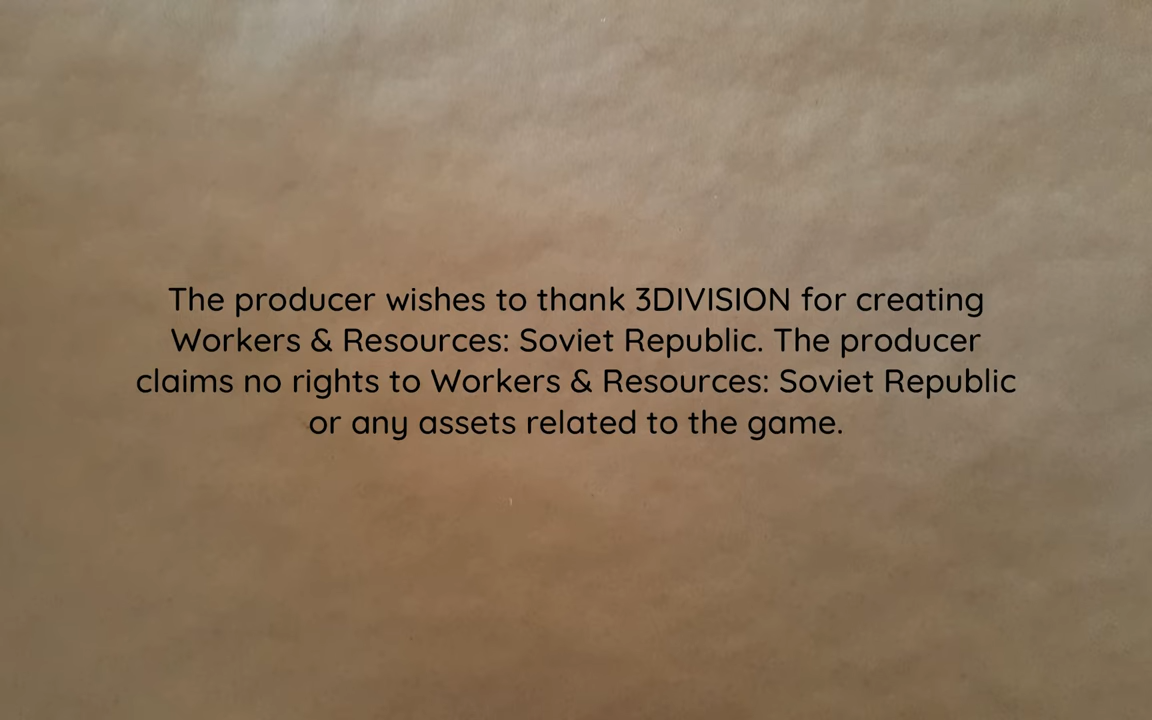 The producer wishes to thank 3DIVISION for creating
Workers & Resources: Soviet Republic. The producer
claims no rights to Workers & Resources: Soviet Republic
or any assets related to the game.